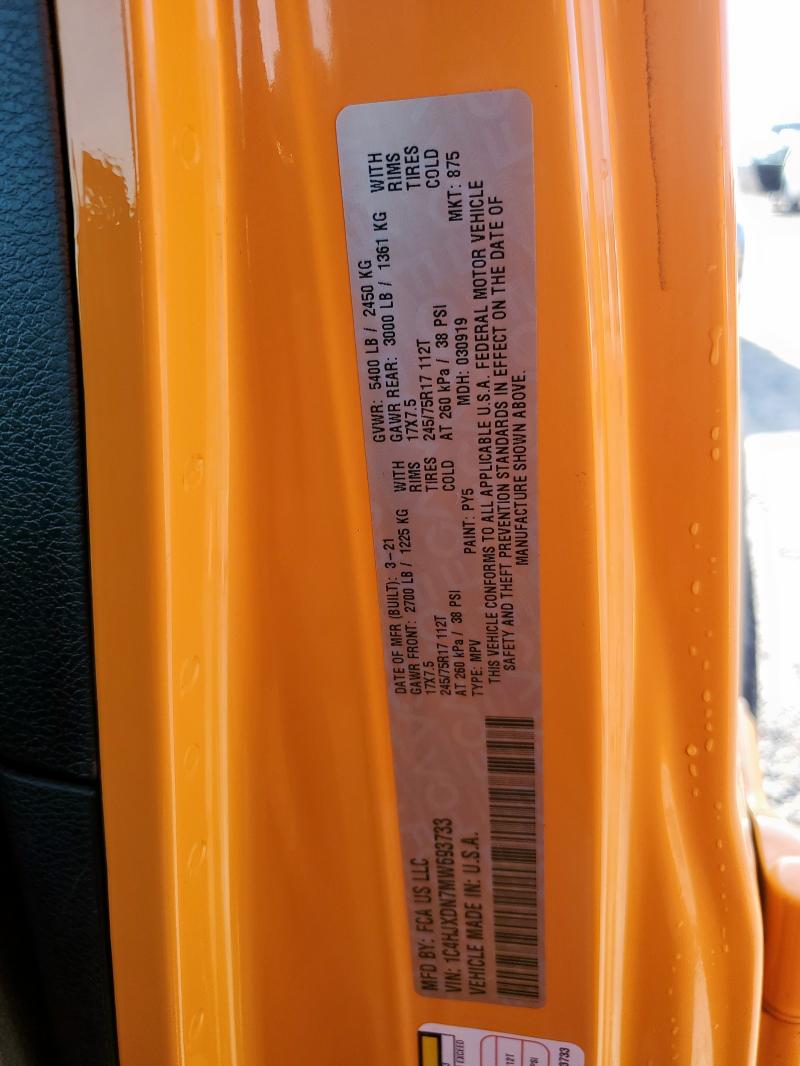 MFD BY: FCA US LLC
DATE OF MFR (BUILT): 3-21
GVWR: 5400 LB / 2450 KG
GAWR FRONT: 2700 LB / 1225 KG WITH
GAWR REAR: 3000 LB / 1361 KG WITH
17X7.5 RIMS
17X7.5 RIMS
245/75R17 112T TIRES
245/75R17 112T TIRES
AT 260 kPa / 38 PSI COLD
AT 260 kPa / 38 PSI COLD
VIN: 1C4HJXDN7MW693733
TYPE: MPV PAINT: PY5 MDH: 030919 MKT: 875
VEHICLE MADE IN: U.S.A.
THIS VEHICLE CONFORMS TO ALL APPLICABLE U.S.A. FEDERAL MOTOR VEHICLE
SAFETY AND THEFT PREVENTION STANDARDS IN EFFECT ON THE DATE OF
MANUFACTURE SHOWN ABOVE.
EXCEED
12T
PSI
3733